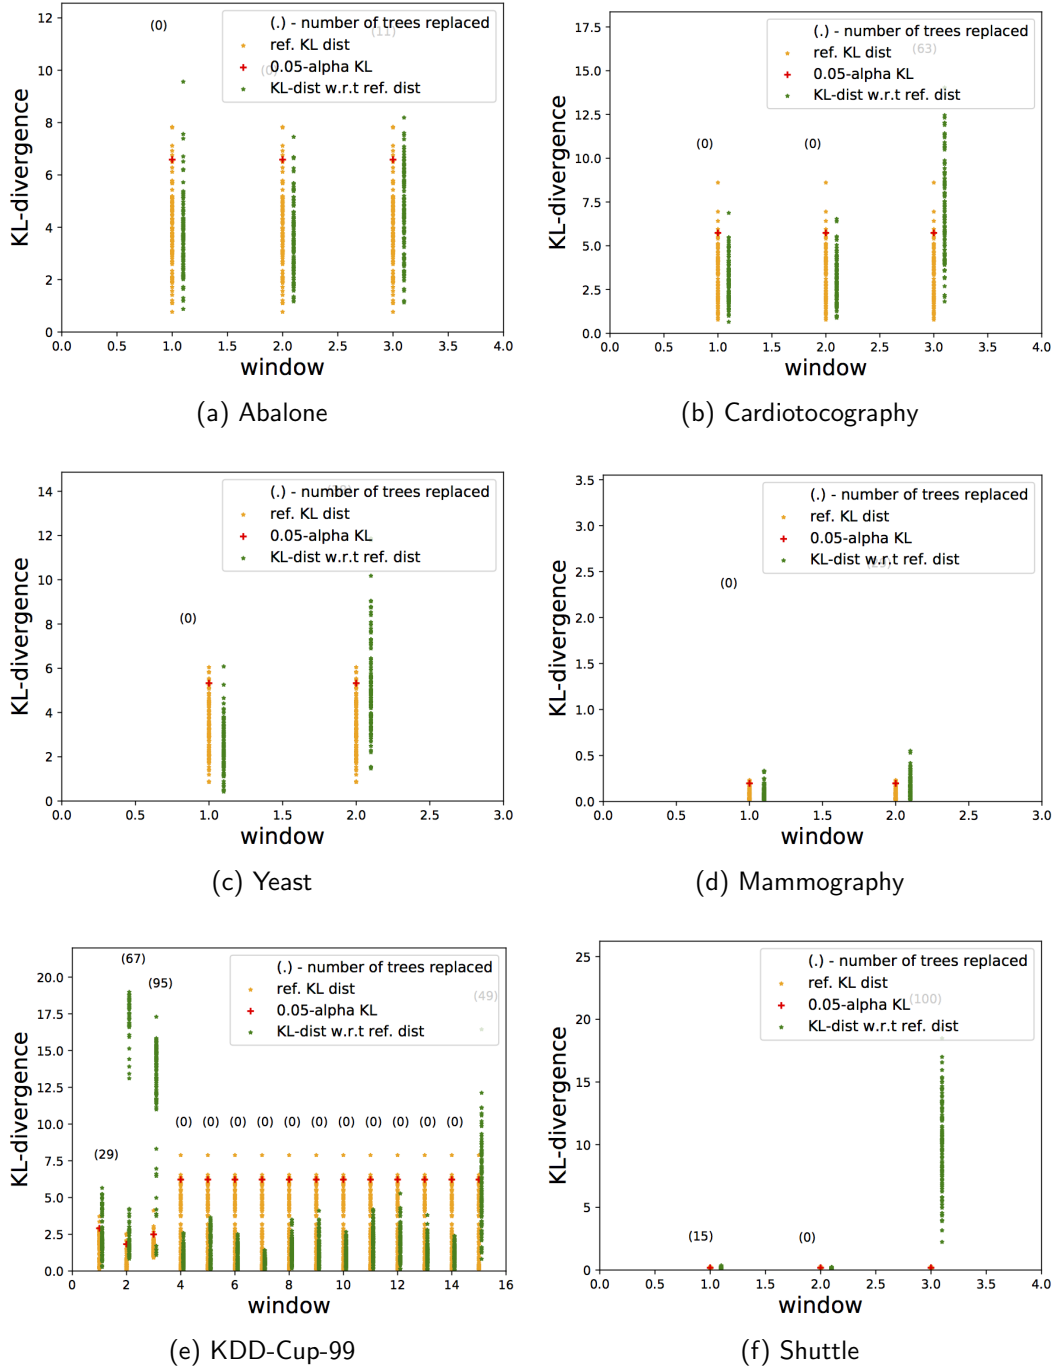 (0)
(0)
(11)
(.) - number of trees replaced
ref. KL dist
0.05-alpha KL
KL-dist w.r.t ref. dist
KL-divergence
12
10
8
6
4
2
0
0.0 0.5 1.0 1.5 2.0 2.5 3.0 3.5 4.0
window
(a) Abalone
(63)
(.) - number of trees replaced
ref. KL dist
0.05-alpha KL
KL-dist w.r.t ref. dist
(0) (0)
KL-divergence
17.5
15.0
12.5
10.0
7.5
5.0
2.5
0.0
0.0 0.5 1.0 1.5 2.0 2.5 3.0 3.5 4.0
window
(b) Cardiotocography
(.) - number of trees replaced
ref. KL dist
0.05-alpha KL
KL-dist w.r.t ref. dist
(0)
KL-divergence
14
12
10
8
6
4
2
0
0.0 0.5 1.0 1.5 2.0 2.5 3.0
window
(c) Yeast
(.) - number of trees replaced
ref. KL dist
0.05-alpha KL
KL-dist w.r.t ref. dist
(0)
KL-divergence
3.5
3.0
2.5
2.0
1.5
1.0
0.5
0.0
0.0 0.5 1.0 1.5 2.0 2.5 3.0
window
(d) Mammography
(67)
(95)
(29)
(49)
(.) - number of trees replaced
ref. KL dist
0.05-alpha KL
KL-dist w.r.t ref. dist
(0) (0) (0) (0) (0) (0) (0) (0) (0) (0) (0)
KL-divergence
20.0
17.5
15.0
12.5
10.0
7.5
5.0
2.5
0.0
0 2 4 6 8 10 12 14 16
window
(e) KDD-Cup-99
(.) - number of trees replaced
ref. KL dist
0.05-alpha KL
KL-dist w.r.t ref. dist
(100)
(15) (0)
KL-divergence
25
20
15
10
5
0
0.0 0.5 1.0 1.5 2.0 2.5 3.0 3.5 4.0
window
(f) Shuttle